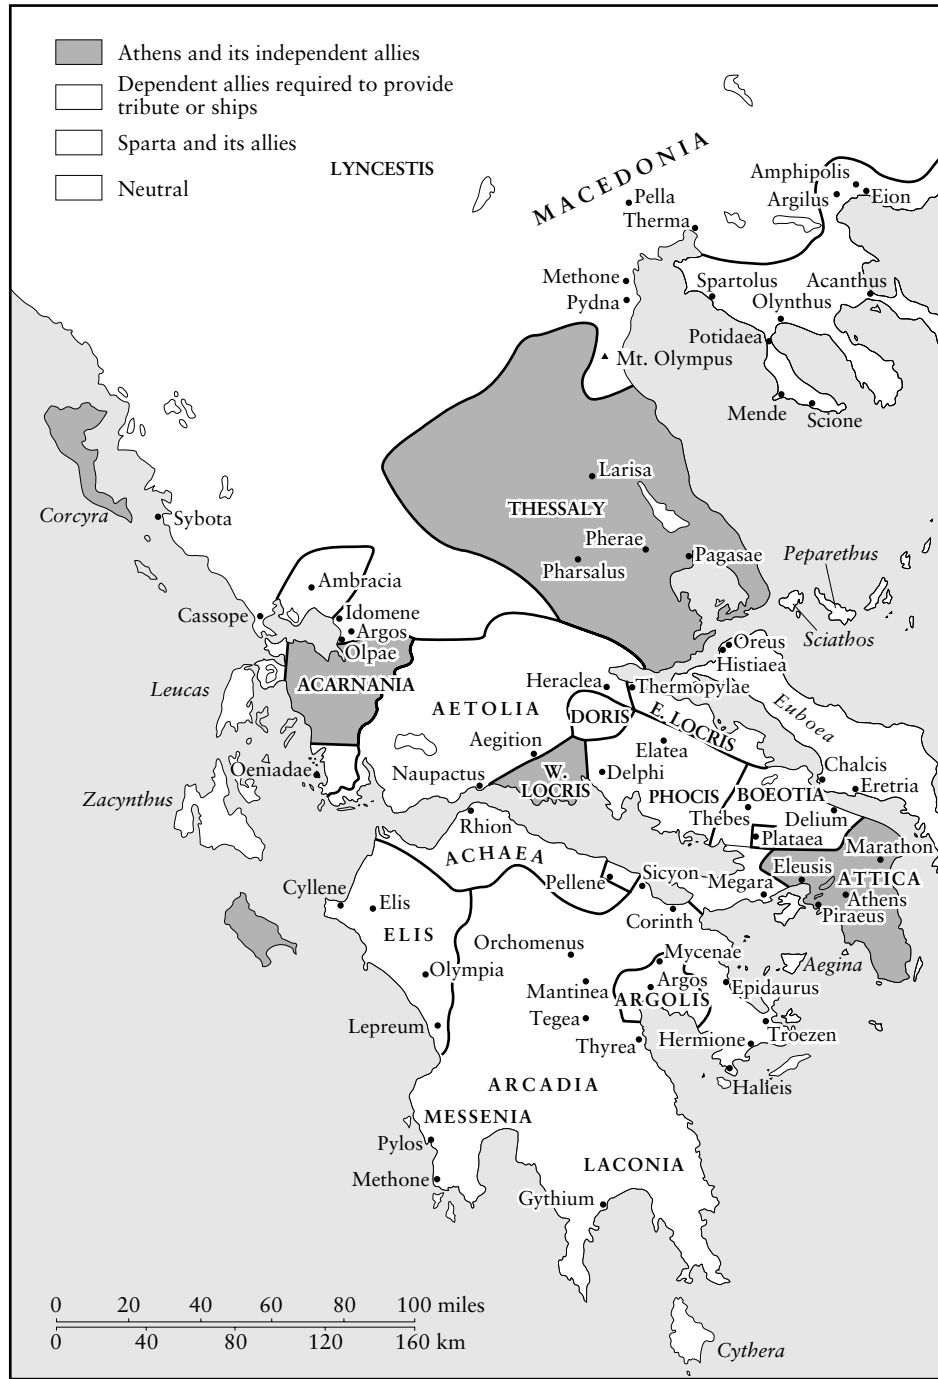 Athens and its independent allies
Dependent allies required to provide
tribute or ships
Sparta and its allies
Neutral
LYNCESTIS
MACEDONIA
Amphipolis
Argilus
Eion
Pella
Therma
Methone
Pydna
Spartolus
Acanthus
Olynthus
Potidaea
Mt. Olympus
Mende
Scione
Larisa
THESSALY
Corcyra
Sybota
Pherae
Pagasae
Pharsalus
Peparethus
Ambracia
Cassope
Idomene
Argos
Olpae
Sciathos
Oreus
Histiaea
Leucas
ACARNANIA
Heraclea
Thermopylae
AETOLIA
DORIS
E. LOCRIS
Euboea
Aegition
Elatea
Oeniadae
Naupactus
W.
LOCRIS
Delphi
Chalcis
Eretria
Zacynthus
PHOCIS
BOEOTIA
Thebes
Delium
Rhion
Plataea
Marathon
ACHAEA
Eleusis
ATTICA
Pellene
Sicyon
Megara
Athens
Cyllene
Elis
Piraeus
Corinth
ELIS
Orchomenus
Mycenae
Aegina
Olympia
Argos
Epidaurus
Mantinea
ARGOLIS
Lepreum
Tegea
Troezen
Thyrea
Hermione
Halieis
ARCADIA
MESSENIA
Pylos
LACONIA
Methone
Gythium
0 20 40 60 80 100 miles
0 40 80 120 160 km
Cythera